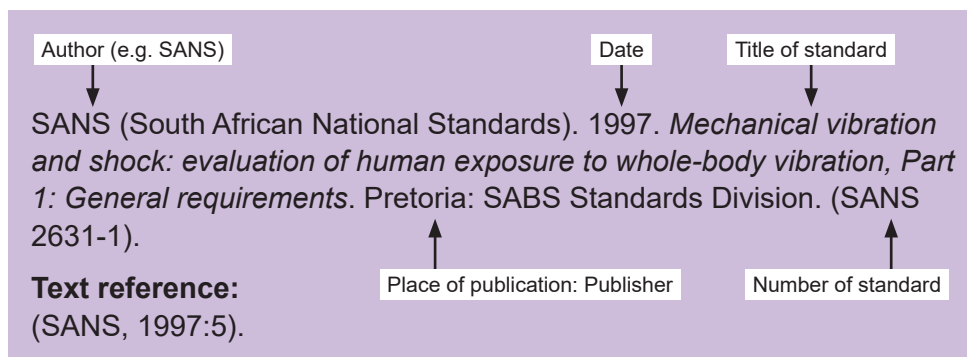 Author (e.g. SANS)
Date
Title of standard
SANS (South African National Standards). 1997. Mechanical vibration
and shock: evaluation of human exposure to whole-body vibration, Part
1: General requirements. Pretoria: SABS Standards Division. (SANS
2631-1).
Place of publication: Publisher
Number of standard
Text reference:
(SANS, 1997:5).